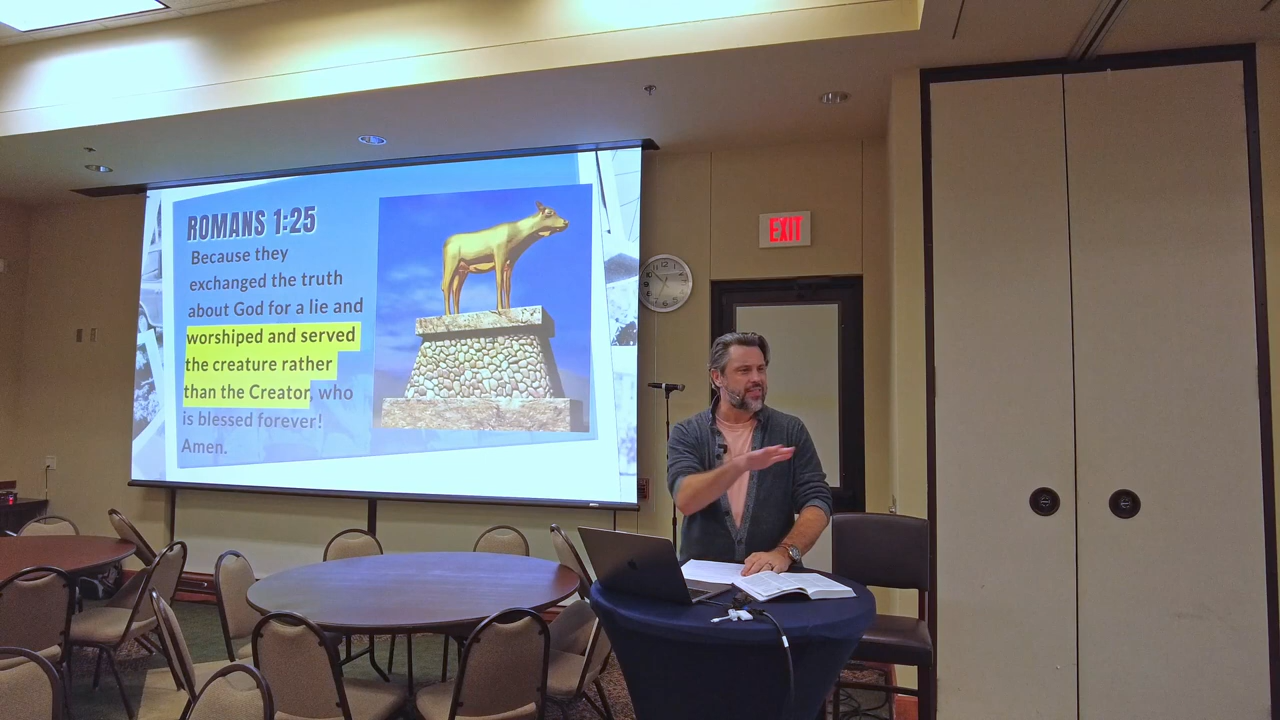 ROMANS 1:25
Because they
exchanged the truth
about God for a lie and
worshiped and served
the creature rather
than the Creator, who
is blessed forever!
Amen.
EXIT